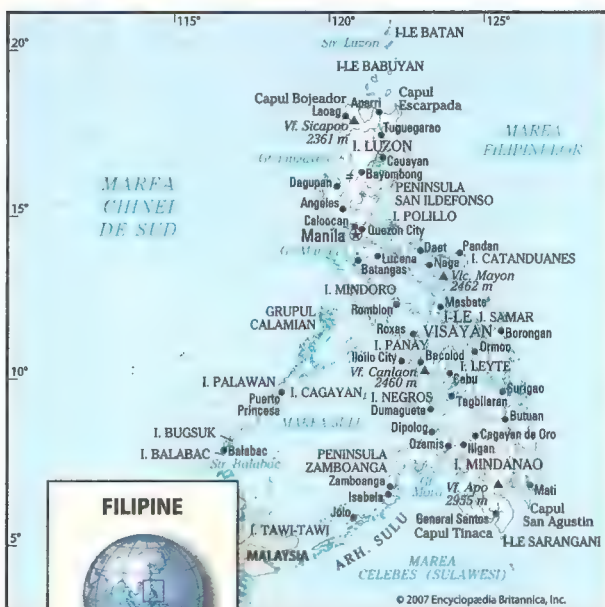 115°
120°
125°
20°
Str. Luzon
I-LE BATAN
I-LE BABUYAN
Capul Bojeador
Aparri
Capul
Escarpada
Laoag
Vf. Sicapoo
2361 m
Tuguegarao
MAREA
FILIPINELOR
I. LUZON
Cauayan
Bayombong
MAREA
CHINEI
DE SUD
Dagupan
PENINSULA
SAN ILDEFONSO
15°
Angeles
I. POLILLO
Caloocan
Manila
Quezon City
Daet
Pandan
Lucena
Naga
I. CATANDUANES
Batangas
Vlc. Mayon
2462 m
I. MINDORO
Masbate
Romblon
I-LE
I. SAMAR
GRUPUL
CALAMIAN
Roxas
VISAYAN
Borongan
I. PANAY
Ormoc
Iloilo City
Bacolod
I. LEYTE
Vf. Canlaon
2460 m
Cebu
10°
I. PALAWAN
I. CAGAYAN
I. NEGROS
Tagbilaran
Surigao
Puerto
Princesa
Dumaguete
Butuan
MAREA SULU
Dipolog
Cagayan de Oro
I. BUGSUK
Ozamis
Iligan
I. BALABAC
Balabac
PENINSULA
ZAMBOANGA
I. MINDANAO
Str. Balabac
Zamboanga
Vf. Apo
2955 m
Mati
Isabela
Moro
Capul
San Agustin
FILIPINE
Jolo
General Santos
Capul Tinaca
I. TAWI-TAWI
ARH. SULU
I-LE SARANGANI
5°
MALAYSIA
MAREA
CELEBES (SULAWESI)
© 2007 Encyclopædia Britannica, Inc.